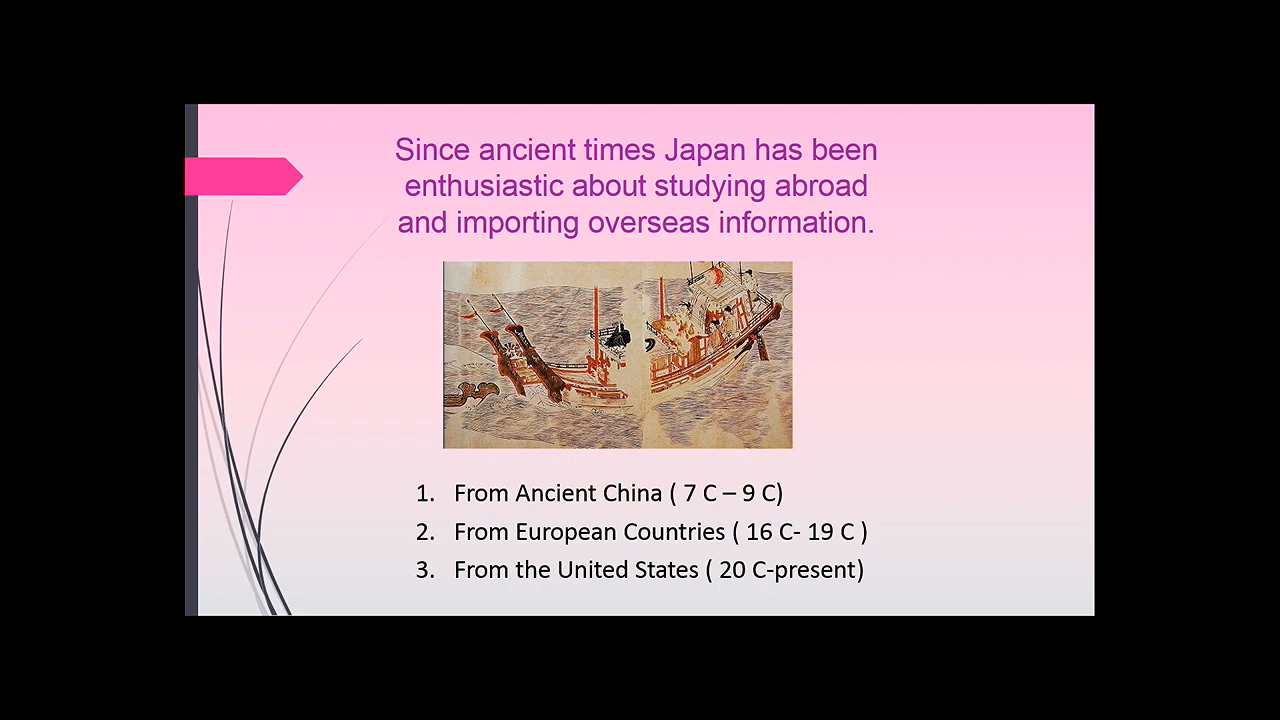 Since ancient times Japan has been
enthusiastic about studying abroad
and importing overseas information.
1. From Ancient China ( 7 C – 9 C)
2. From European Countries ( 16 C- 19 C )
3. From the United States ( 20 C-present)